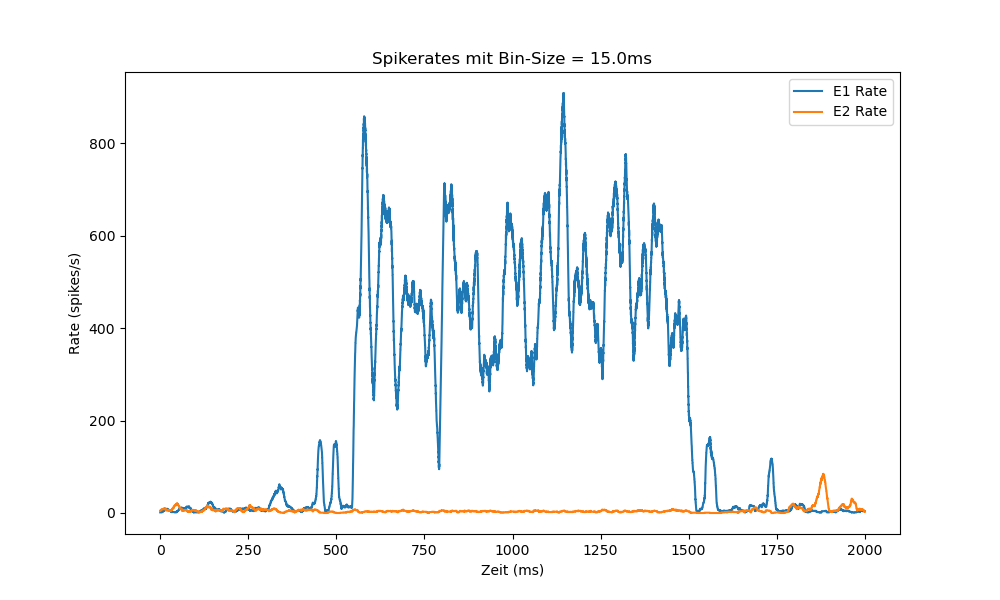 Spikerates mit Bin-Size = 15.0ms
E1 Rate
E2 Rate
Rate (spikes/s)
800
600
400
200
0
0 250 500 750 1000 1250 1500 1750 2000
Zeit (ms)